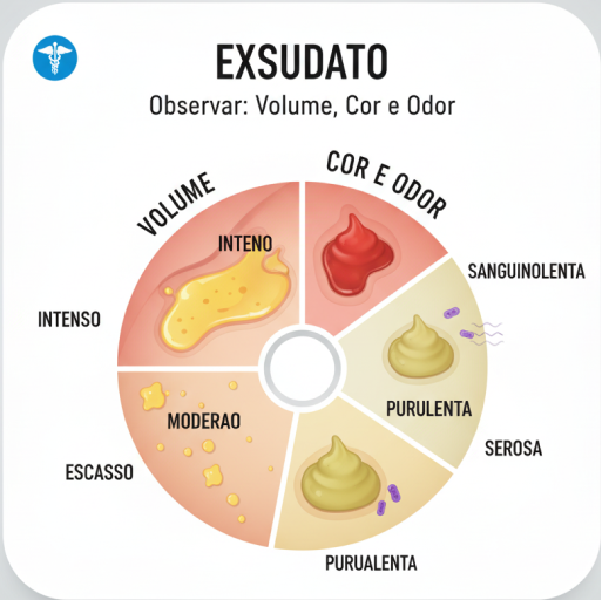 EXSUDATO
Observar: Volume, Cor e Odor
VOLUME
COR E ODOR
INTENO
SANGUINOLENTA
INTENSO
PURULENTA
MODERAO
SEROSA
ESCASSO
PURUALENTA